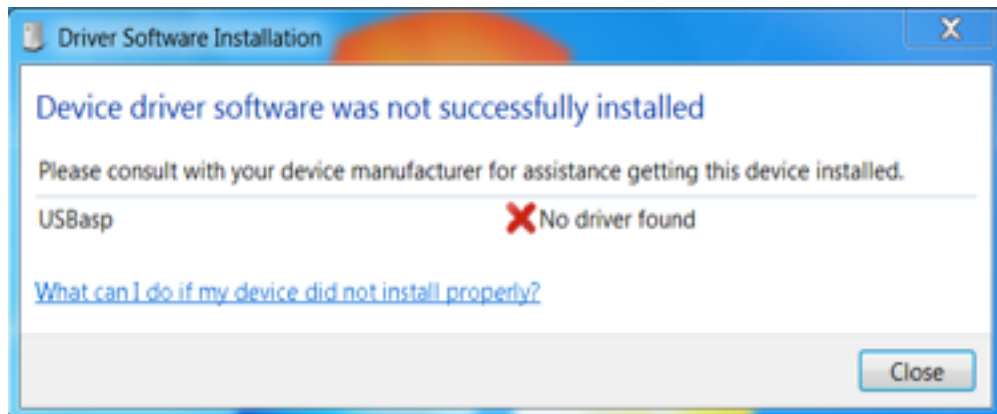 Driver Software Installation
Device driver software was not successfully installed
Please consult with your device manufacturer for assistance getting this device installed.
USBasp No driver found
What can I do if my device did not install properly?
Close